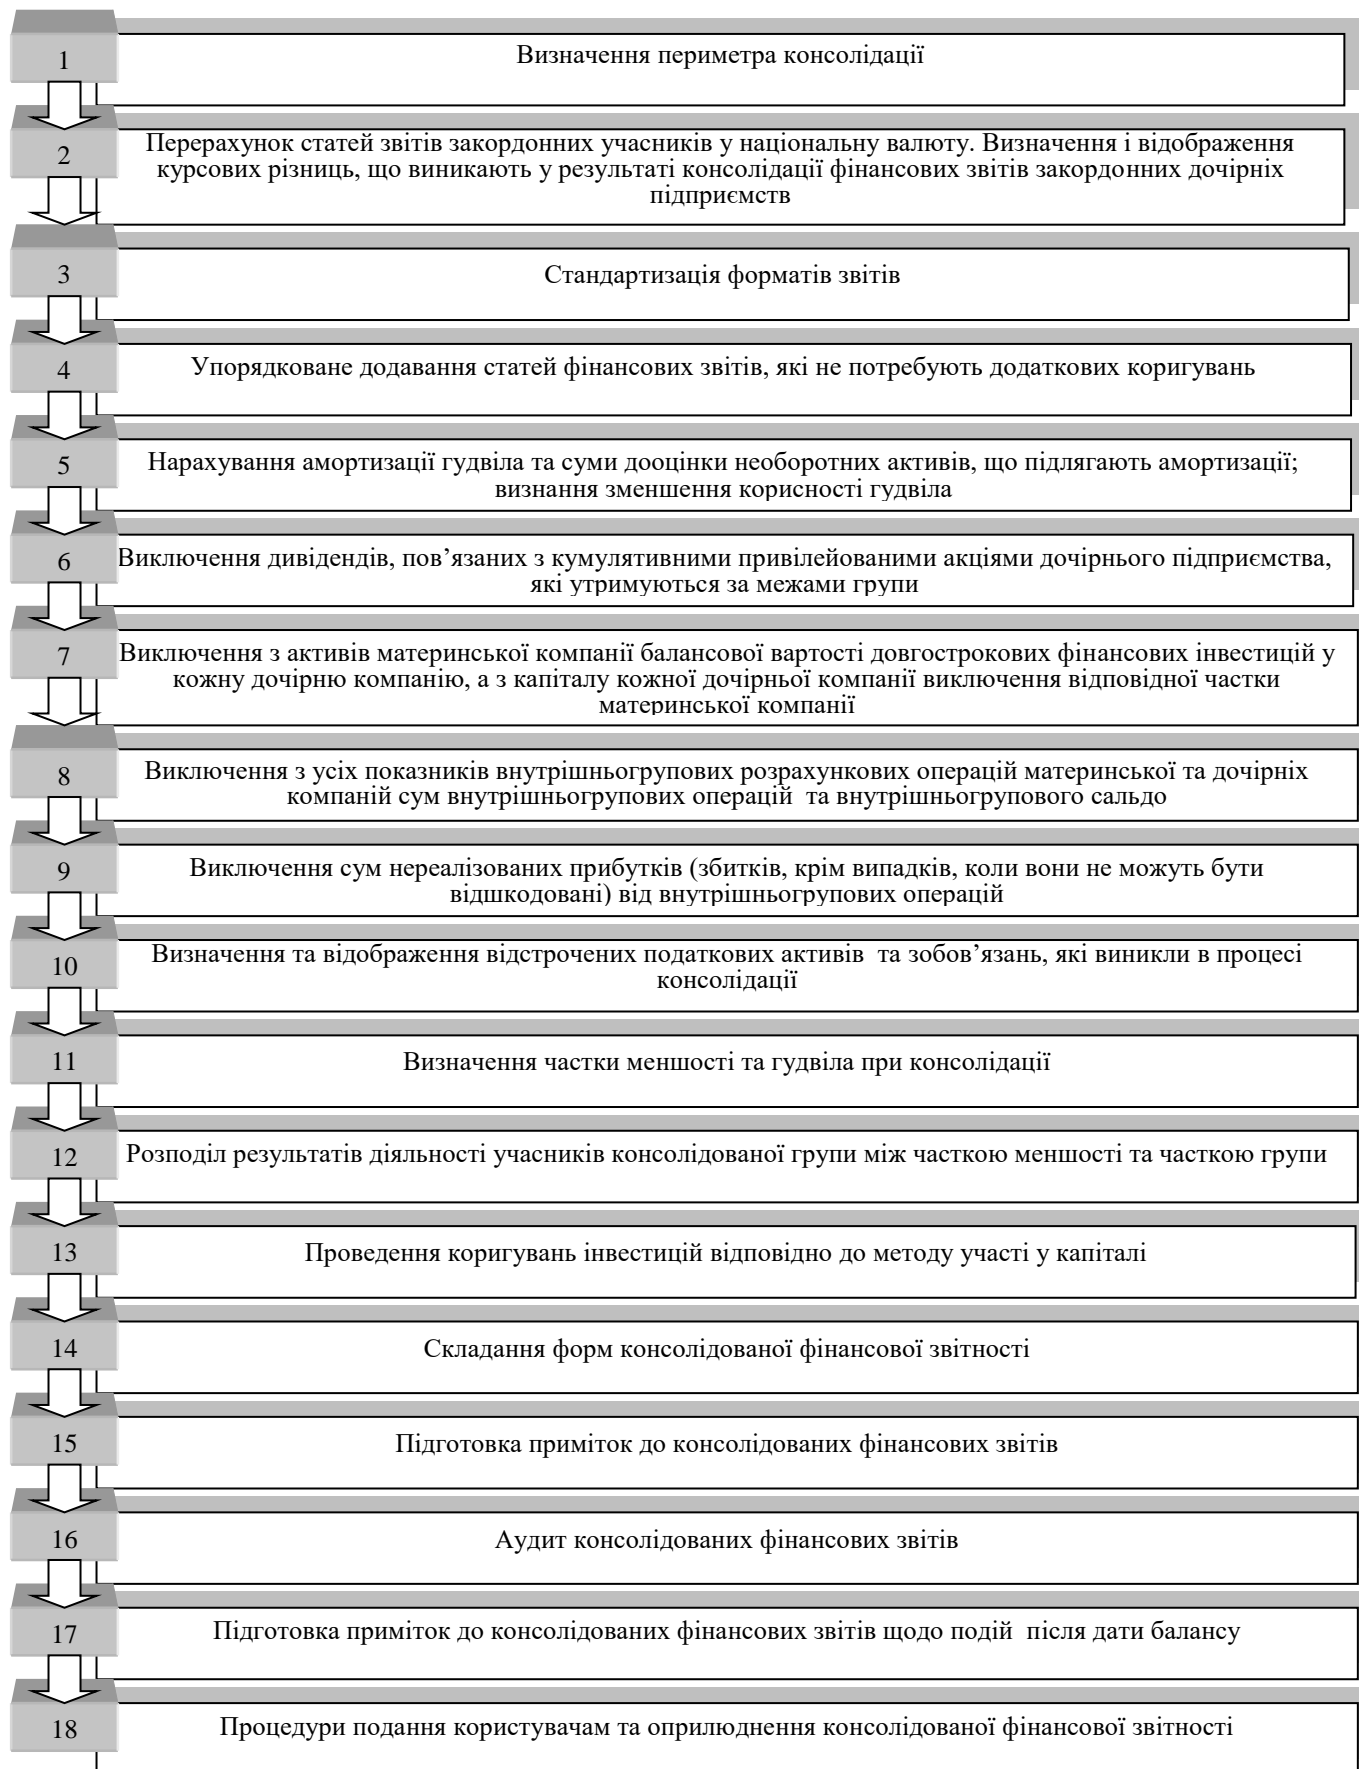 1
Визначення периметра консолідації
2
Перерахунок статей звітів закордонних учасників у національну валюту. Визначення і відображення
курсових різниць, що виникають у результаті консолідації фінансових звітів закордонних дочірніх
підприємств
3
Стандартизація форматів звітів
4
Упорядковане додавання статей фінансових звітів, які не потребують додаткових коригувань
5
Нарахування амортизації гудвіла та суми дооцінки необоротних активів, що підлягають амортизації;
визнання зменшення корисності гудвіла
6
Виключення дивідендів, пов’язаних з кумулятивними привілейованими акціями дочірнього підприємства,
які утримуються за межами групи
7
Виключення з активів материнської компанії балансової вартості довгострокових фінансових інвестицій у
кожну дочірню компанію, а з капіталу кожної дочірньої компанії виключення відповідної частки
материнської компанії
8
Виключення з усіх показників внутрішньогрупових розрахункових операцій материнської та дочірніх
компаній сум внутрішньогрупових операцій та внутрішньогрупового сальдо
9
Виключення сум нереалізованих прибутків (збитків, крім випадків, коли вони не можуть бути
відшкодовані) від внутрішньогрупових операцій
10
Визначення та відображення відстрочених податкових активів та зобов’язань, які виникли в процесі
консолідації
11
Визначення частки меншості та гудвіла при консолідації
12
Розподіл результатів діяльності учасників консолідованої групи між часткою меншості та часткою групи
13
Проведення коригувань інвестицій відповідно до методу участі у капіталі
14
Складання форм консолідованої фінансової звітності
15
Підготовка приміток до консолідованих фінансових звітів
16
Аудит консолідованих фінансових звітів
17
Підготовка приміток до консолідованих фінансових звітів щодо подій після дати балансу
18
Процедури подання користувачам та оприлюднення консолідованої фінансової звітності